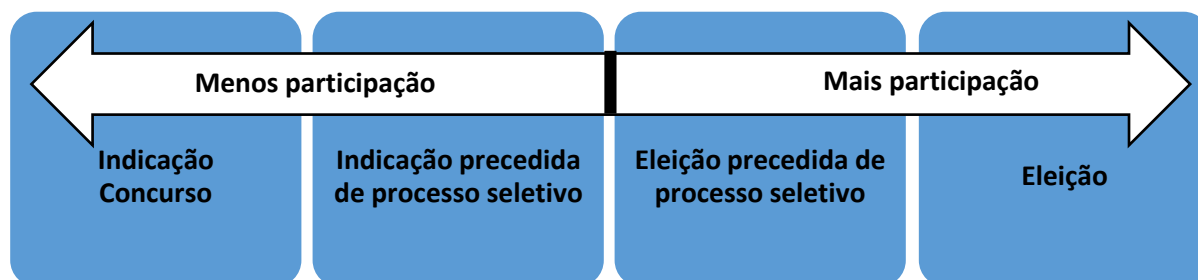 Menos participação
Mais participação
Indicação
Concurso
Indicação precedida
de processo seletivo
Eleição precedida de
processo seletivo
Eleição